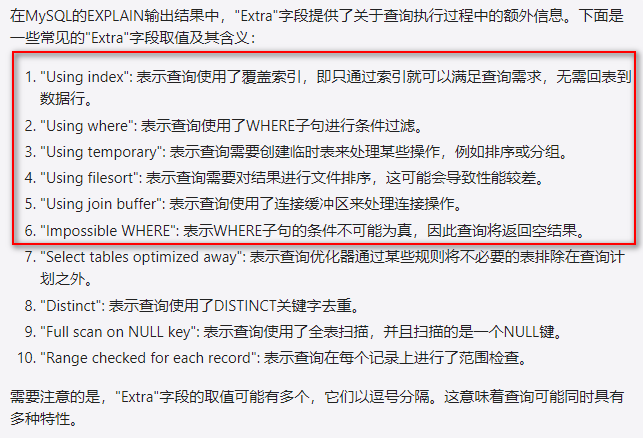 在MySQL的EXPLAIN输出结果中，"Extra"字段提供了关于查询执行过程中的额外信息。下面是
一些常见的"Extra"字段取值及其含义：
1. "Using index": 表示查询使用了覆盖索引，即只通过索引就可以满足查询需求，无需回表到
数据行。
2. "Using where": 表示查询使用了WHERE子句进行条件过滤。
3. "Using temporary": 表示查询需要创建临时表来处理某些操作，例如排序或分组。
4. "Using filesort": 表示查询需要对结果进行文件排序，这可能会导致性能较差。
5. "Using join buffer": 表示查询使用了连接缓冲区来处理连接操作。
6. "Impossible WHERE": 表示WHERE子句的条件不可能为真，因此查询将返回空结果。
7. "Select tables optimized away": 表示查询优化器通过某些规则将不必要的表排除在查询计
划之外。
8. "Distinct": 表示查询使用了DISTINCT关键字去重。
9. "Full scan on NULL key": 表示查询使用了全表扫描，并且扫描的是一个NULL键。
10. "Range checked for each record": 表示查询在每个记录上进行了范围检查。
需要注意的是，"Extra"字段的取值可能有多个，它们以逗号分隔。这意味着查询可能同时具有
多种特性。